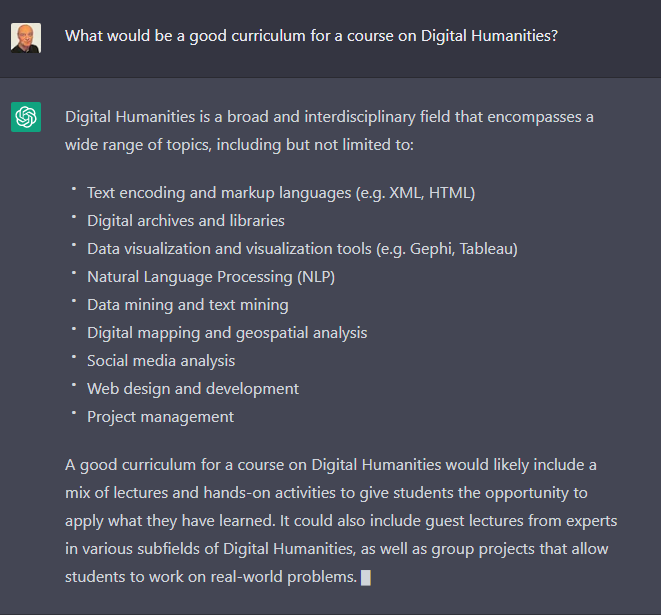 What would be a good curriculum for a course on Digital Humanities?
Digital Humanities is a broad and interdisciplinary field that encompasses a
wide range of topics, including but not limited to:
• Text encoding and markup languages (e.g. XML, HTML)
• Digital archives and libraries
• Data visualization and visualization tools (e.g. Gephi, Tableau)
• Natural Language Processing (NLP)
• Data mining and text mining
• Digital mapping and geospatial analysis
• Social media analysis
• Web design and development
• Project management
A good curriculum for a course on Digital Humanities would likely include a
mix of lectures and hands-on activities to give students the opportunity to
apply what they have learned. It could also include guest lectures from experts
in various subfields of Digital Humanities, as well as group projects that allow
students to work on real-world problems.